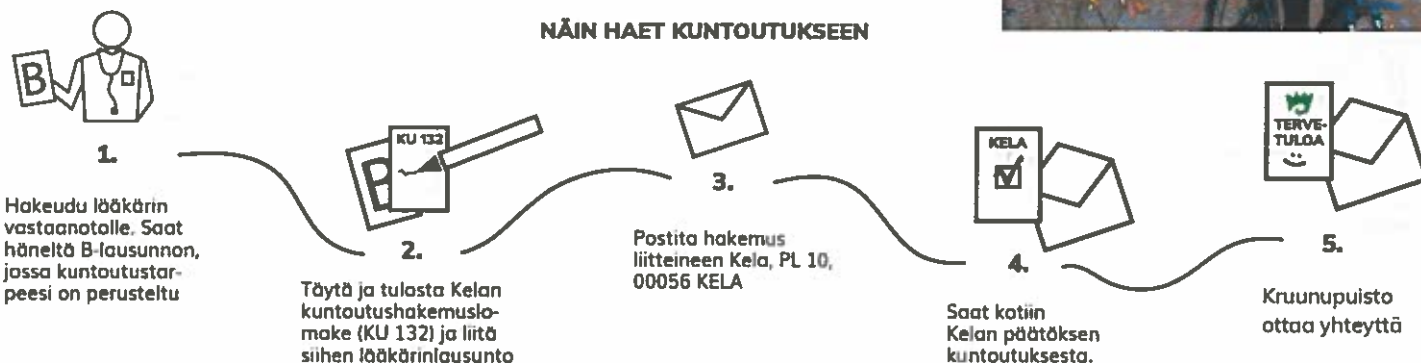 NÄIN HAET KUNTOUTUKSEEN
B
1.
Hakeudu lääkärin
vastaanotolle. Saat
häneltä B-lausunnon,
jossa kuntoutustar-
peesi on perusteltu
B
KU 132
2.
Täytä ja tulosta Kelan
kuntoutushakemuslo-
make (KU 132) ja liitä
siihen lääkärinlausunto
3.
Postita hakemus
liitteineen Kela, PL 10,
00056 KELA
KELA
4.
Saat kotiin
Kelan päätöksen
kuntoutuksesta.
TERVE-
TULOA
5.
Kruunupuisto
ottaa yhteyttä